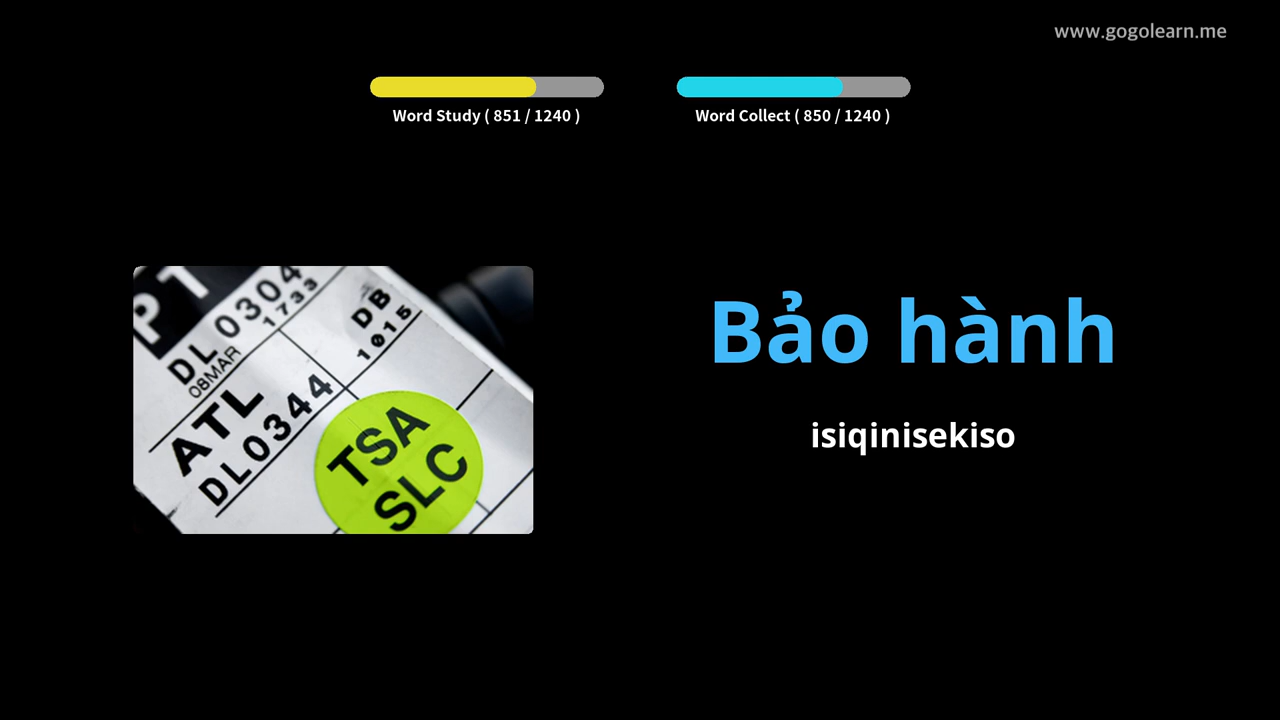 www.gogolearn.me
Word Study ( 851 / 1240 )
Word Collect ( 850 / 1240 )
P1
DL0304
1733
08MAR
DB
1015
ATL
DL0344
TSA
SLC
Bảo hành
isiqinisekiso